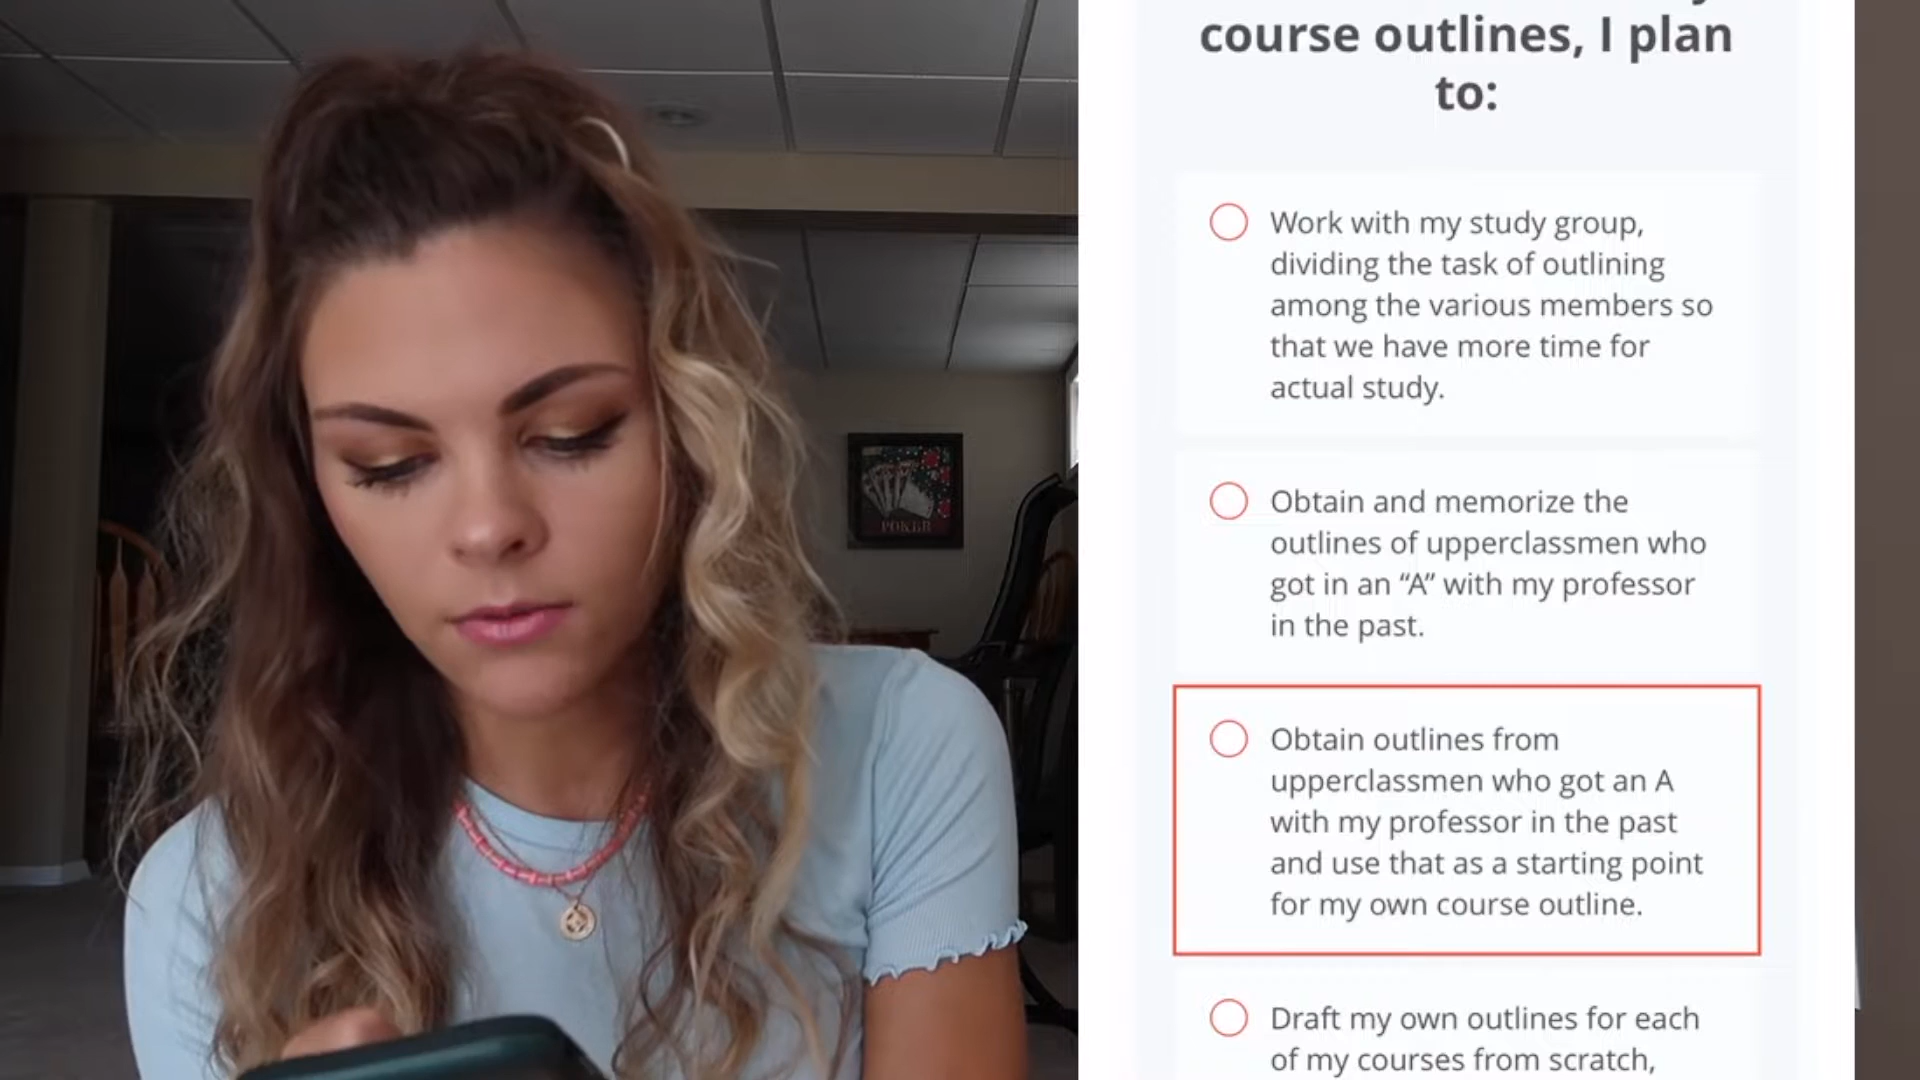 course outlines, I plan
to:
Work with my study group,
dividing the task of outlining
among the various members so
that we have more time for
actual study.
Obtain and memorize the
outlines of upperclassmen who
got in an “A” with my professor
in the past.
Obtain outlines from
upperclassmen who got an A
with my professor in the past
and use that as a starting point
for my own course outline.
Draft my own outlines for each
of my courses from scratch,
POKER